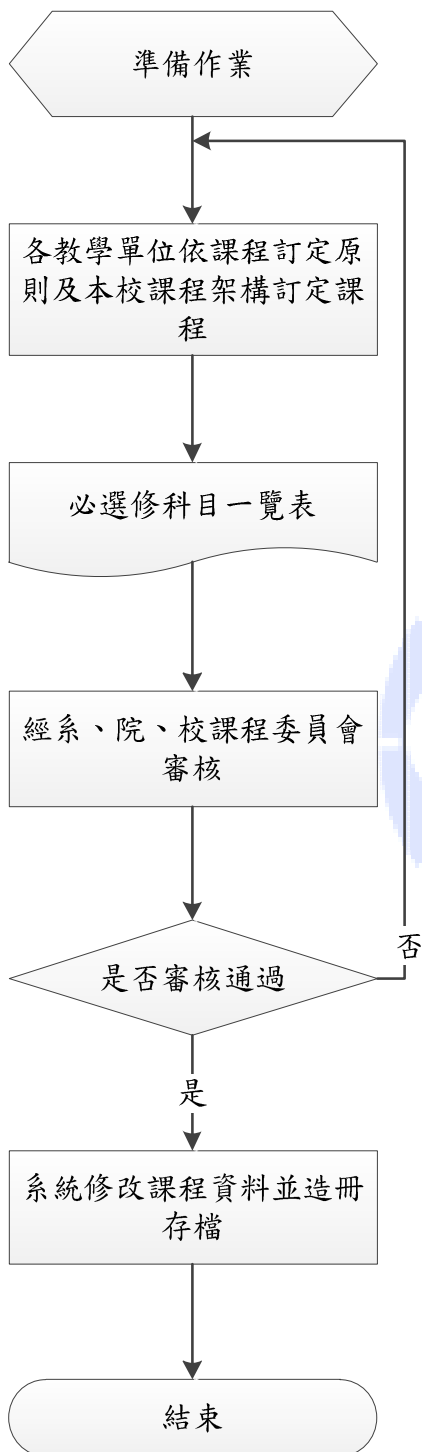 準備作業
各教學單位依課程訂定原
則及本校課程架構訂定課
程
必選修科目一覽表
經系、院、校課程委員會
審核
是否審核通過
否
是
系統修改課程資料並造冊
存檔
結束